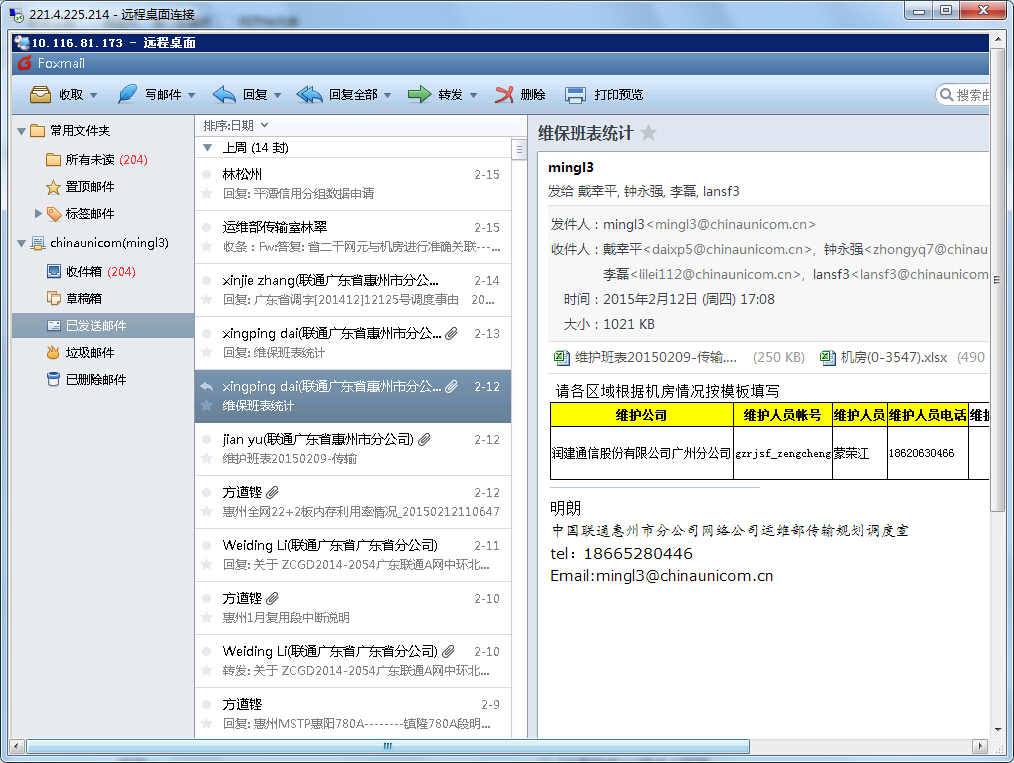 221.4.225.214 - 远程桌面连接
10.116.81.173 - 远程桌面
Foxmail
收取 写邮件 回复 回复全部 转发 删除 打印预览 搜索
常用文件夹
所有未读 (204)
置顶邮件
标签邮件
chinaunicom(mingl3)
收件箱 (204)
草稿箱
已发送邮件
垃圾邮件
已删除邮件
排序:日期
上周 (14 封)
林松州 2-15
回复: 平潭信用分组数据申请
运维部传输室林翠 2-15
收条：Fw:答复: 省二干网元与机房进行准确关联---...
xinjie zhang(联通广东省惠州市分公... 2-14
回复: 广东省调字[201412]12125号调度事由 20...
xingping dai(联通广东省惠州市分公... 2-13
回复: 维保班表统计
xingping dai(联通广东省惠州市分公... 2-12
维保班表统计
jian yu(联通广东省惠州市分公司) 2-12
维护班表20150209-传输
方道铿 2-12
惠州全网22+2板内存利用率情况_20150212110647
Weiding Li(联通广东省广东省分公司) 2-11
回复: 关于 ZCGD2014-2054广东联通A网中环北...
方道铿 2-10
惠州1月复用段中断说明
Weiding Li(联通广东省广东省分公司) 2-10
转发: 关于 ZCGD2014-2054广东联通A网中环北...
方道铿 2-9
回复: 惠州MSTP惠阳780A--------镇隆780A段明...
维保班表统计
mingl3
发给 戴幸平, 钟永强, 李磊, lansf3
发件人：mingl3<mingl3@chinaunicom.cn>
收件人：戴幸平<daixp5@chinaunicom.cn>, 钟永强<zhongyq7@chinau
李磊<lilei112@chinaunicom.cn>, lansf3<lansf3@chinaunicom
时间：2015年2月12日 (周四) 17:08
大小：1021 KB
维护班表20150209-传输.... (250 KB) 机房(0-3547).xlsx (490
请各区域根据机房情况按模板填写
维护公司 维护人员帐号 维护人员 维护人员电话 维护
润建通信股份有限公司广州分公司 gzrjsf_zengcheng 蒙荣江 18620630466
明朗
中国联通惠州市分公司网络公司运维部传输规划调度室
tel：18665280446
Email:mingl3@chinaunicom.cn